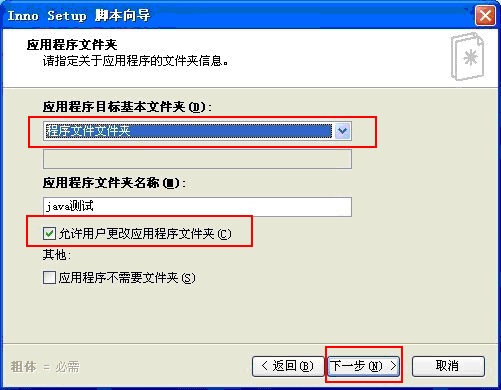 Inno Setup 脚本向导
应用程序文件夹
请指定关于应用程序的文件夹信息。
应用程序目标基本文件夹(D):
程序文件文件夹
应用程序文件夹名称(M):
java测试
允许用户更改应用程序文件夹(C)
其他:
应用程序不需要文件夹(S)
粗体 = 必需
< 返回(B)
下一步(N) >
取消